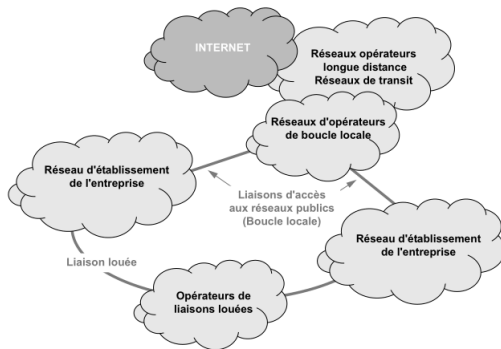 INTERNET
Réseaux opérateurs
longue distance
Réseaux de transit
Réseaux d'opérateurs
de boucle locale
Réseau d'établissement
de l'entreprise
Liaisons d'accès
aux réseaux publics
(Boucle locale)
Réseau d'établissement
de l'entreprise
Liaison louée
Opérateurs de
liaisons louées